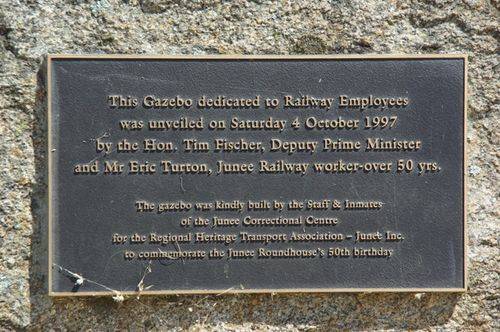 This Gazebo dedicated to Railway Employees
was unveiled on Saturday 4 October 1997
by the Hon. Tim Fischer, Deputy Prime Minister
and Mr Eric Turton, Junee Railway worker-over 50 yrs.
The gazebo was kindly built by the Staff & Inmates
of the Junee Correctional Centre
for the Regional Heritage Transport Association – Junee Inc.
to commemorate the Junee Roundhouse's 50th birthday